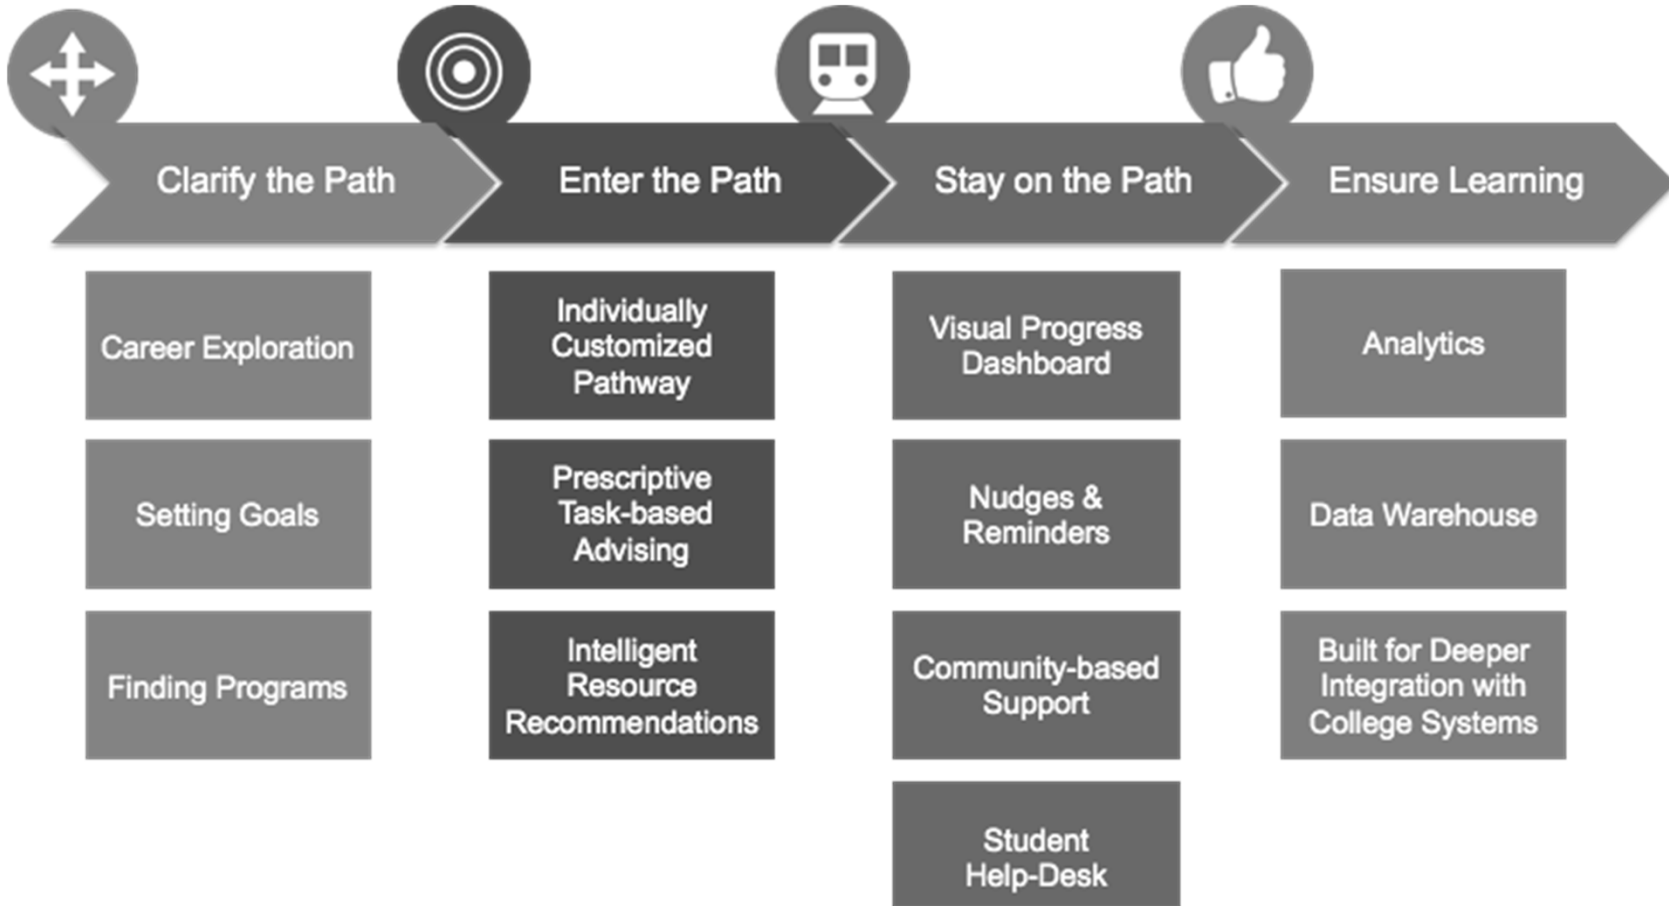 Clarify the Path
Enter the Path
Stay on the Path
Ensure Learning
Career Exploration
Setting Goals
Finding Programs
Individually
Customized
Pathway
Prescriptive
Task-based
Advising
Intelligent
Resource
Recommendations
Visual Progress
Dashboard
Nudges &
Reminders
Community-based
Support
Student
Help-Desk
Analytics
Data Warehouse
Built for Deeper
Integration with
College Systems